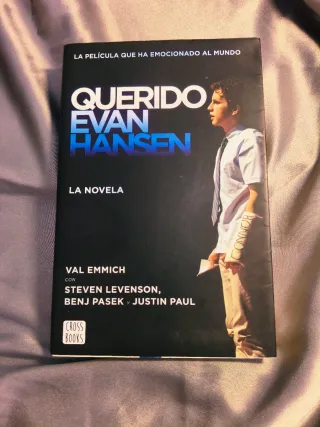 LA PELÍCULA QUE HA EMOCIONADO AL MUNDO
QUERIDO
EVAN
HANSEN
LA NOVELA
CONNOR
VAL EMMICH
CON
STEVEN LEVENSON,
BENJ PASEK Y JUSTIN PAUL
CROSS
BOOKS